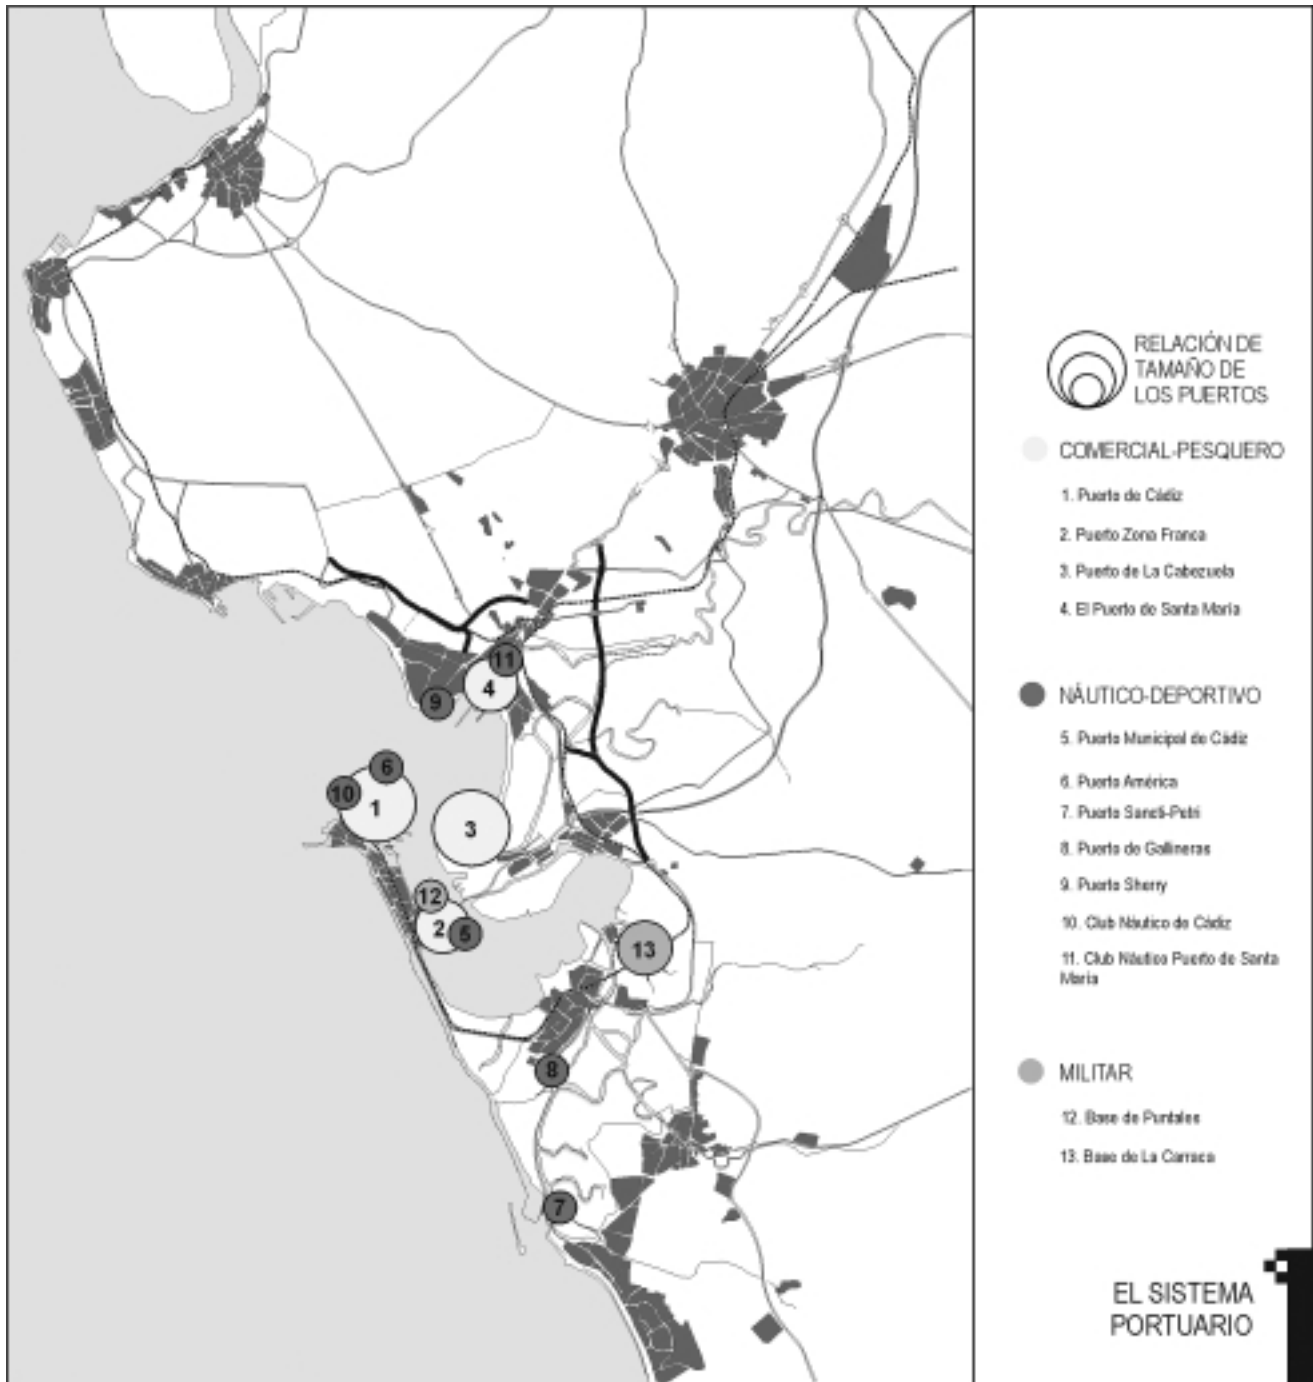 RELACIÓN DE
TAMAÑO DE
LOS PUERTOS
COMERCIAL-PESQUERO
1. Puerto de Cádiz
2. Puerto Zona Franca
3. Puerto de La Cabezuela
4. El Puerto de Santa María
NÁUTICO-DEPORTIVO
5. Puerto Municipal de Cádiz
6. Puerto América
7. Puerto Sancti-Petri
8. Puerto de Gallineras
9. Puerto Sherry
10. Club Náutico de Cádiz
11. Club Náutico Puerto de Santa
María
MILITAR
12. Base de Puntales
13. Base de La Carraca
EL SISTEMA
PORTUARIO
11
4
9
6
10
1
3
12
2
5
13
8
7